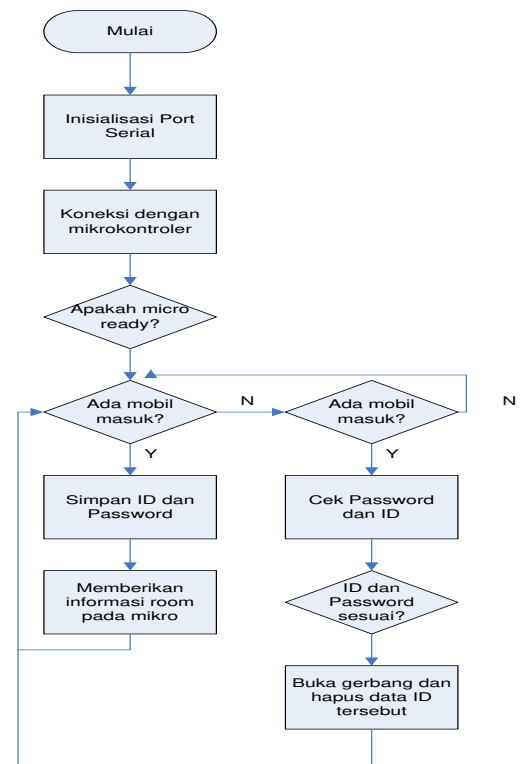 Mulai
Inisialisasi Port
Serial
Koneksi dengan
mikrokontroler
Apakah micro
ready?
Ada mobil
masuk?
N
Ada mobil
masuk?
N
Y
Y
Simpan ID dan
Password
Cek Password
dan ID
Memberikan
informasi room
pada mikro
ID dan
Password
sesuai?
Buka gerbang dan
hapus data ID
tersebut